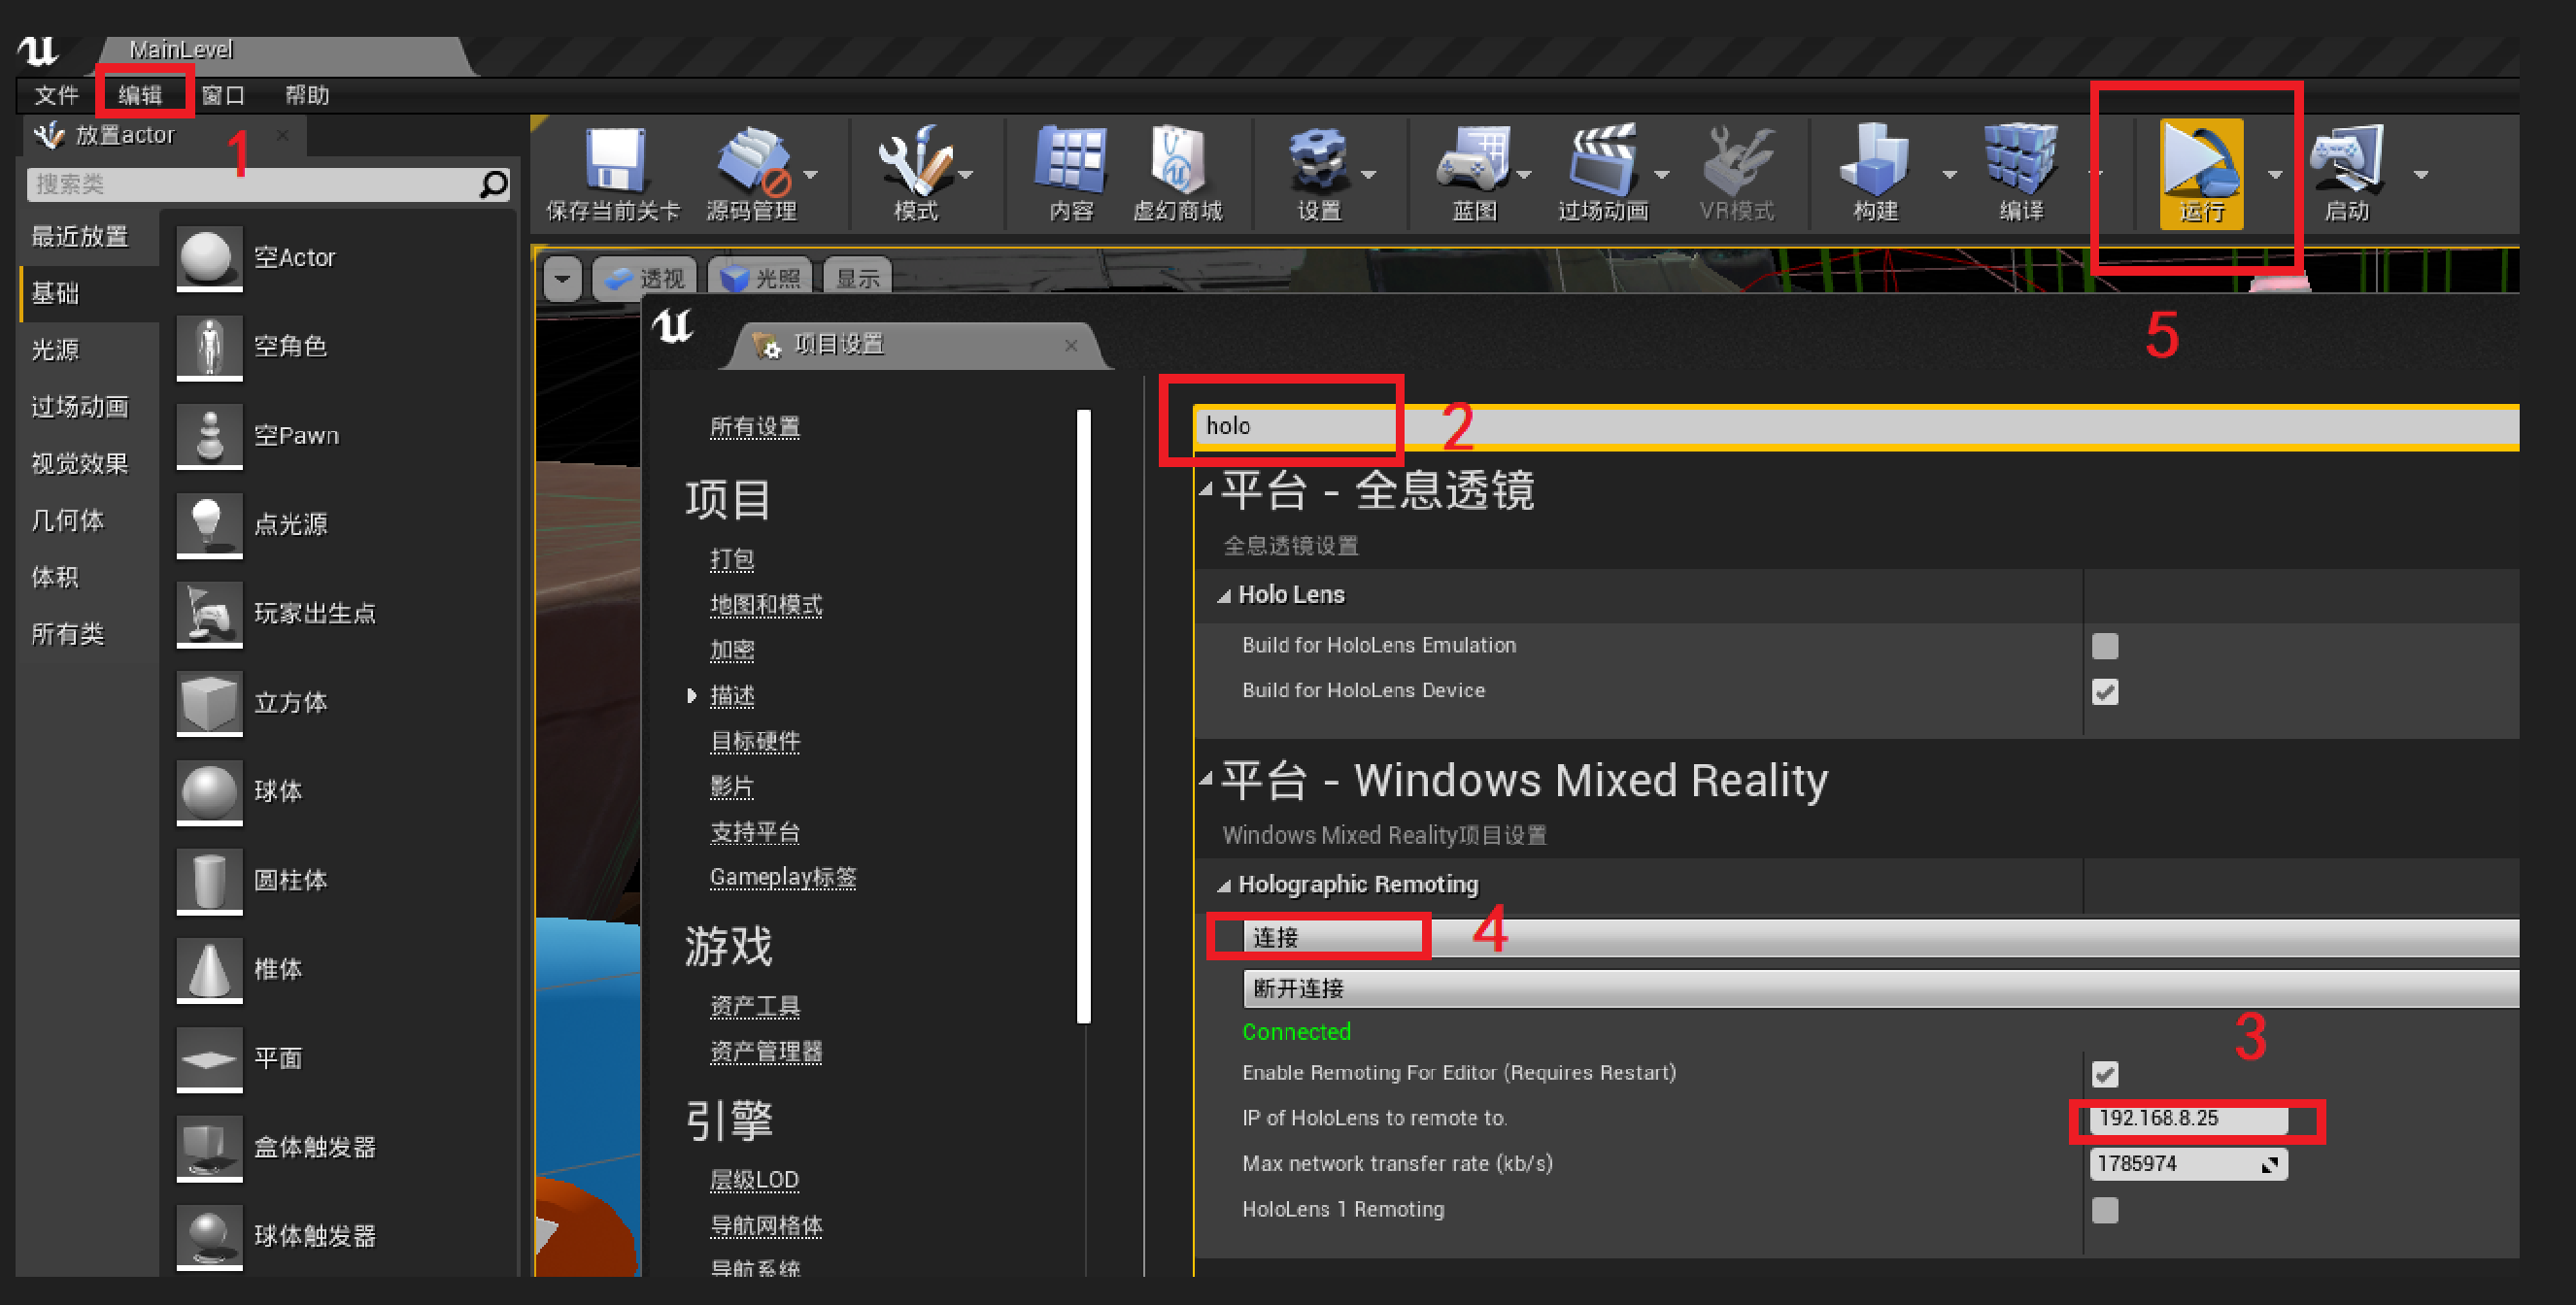 MainLevel
文件 编辑 窗口 帮助
1
放置actor
搜索类
最近放置
基础
光源
过场动画
视觉效果
几何体
体积
所有类
空Actor
空角色
空Pawn
点光源
玩家出生点
立方体
球体
圆柱体
椎体
平面
盒体触发器
球体触发器
保存当前关卡 源码管理 模式 内容 虚幻商城 设置 蓝图 过场动画 VR模式 构建 编译 运行 启动
5
透视 光照 显示
项目设置
所有设置
项目
打包
地图和模式
加密
描述
目标硬件
影片
支持平台
Gameplay标签
游戏
资产工具
资产管理器
引擎
层级LOD
导航网格体
导航系统
holo
2
平台 - 全息透镜
全息透镜设置
Holo Lens
Build for HoloLens Emulation
Build for HoloLens Device
平台 - Windows Mixed Reality
Windows Mixed Reality项目设置
Holographic Remoting
连接
4
断开连接
Connected
3
Enable Remoting For Editor (Requires Restart)
IP of HoloLens to remote to. 192.168.8.25
Max network transfer rate (kb/s) 1785974
HoloLens 1 Remoting